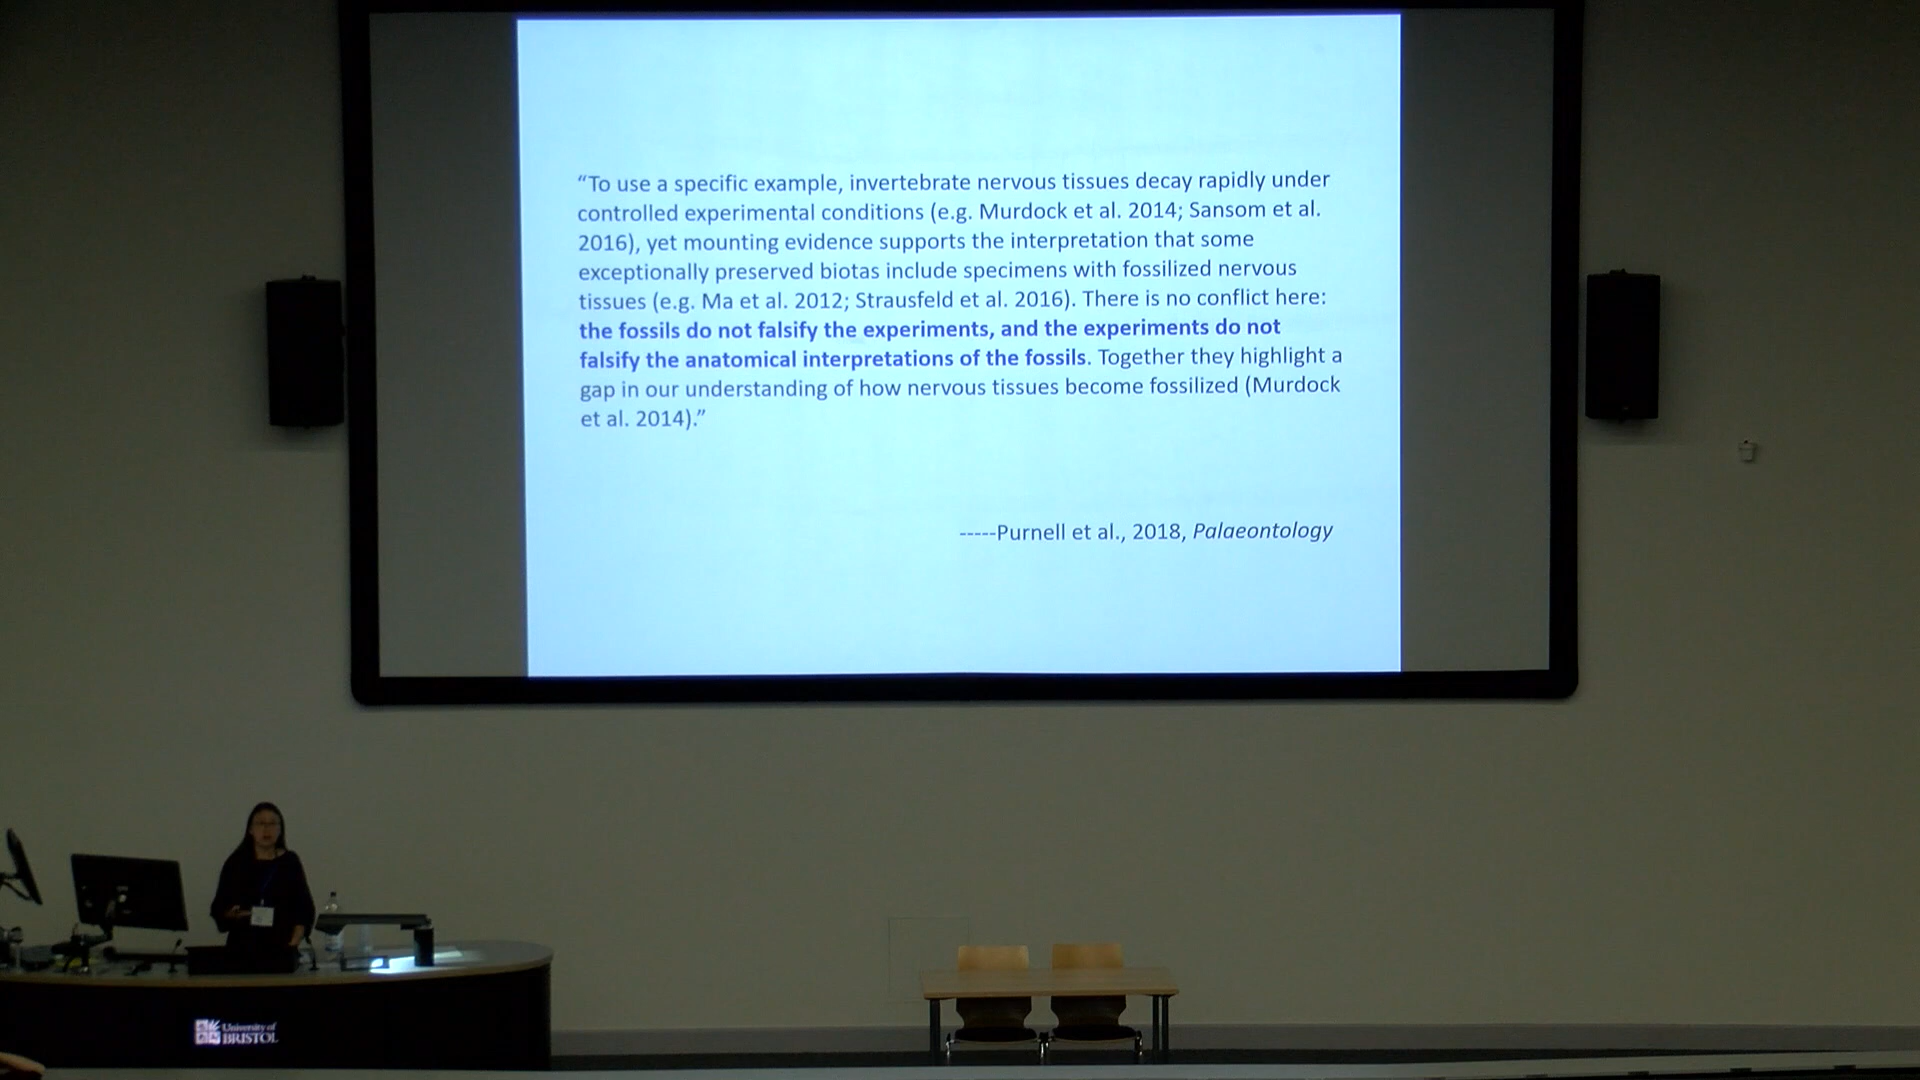 “To use a specific example, invertebrate nervous tissues decay rapidly under
controlled experimental conditions (e.g. Murdock et al. 2014; Sansom et al.
2016), yet mounting evidence supports the interpretation that some
exceptionally preserved biotas include specimens with fossilized nervous
tissues (e.g. Ma et al. 2012; Strausfeld et al. 2016). There is no conflict here:
the fossils do not falsify the experiments, and the experiments do not
falsify the anatomical interpretations of the fossils. Together they highlight a
gap in our understanding of how nervous tissues become fossilized (Murdock
et al. 2014).”
-----Purnell et al., 2018, Palaeontology
University of
BRISTOL